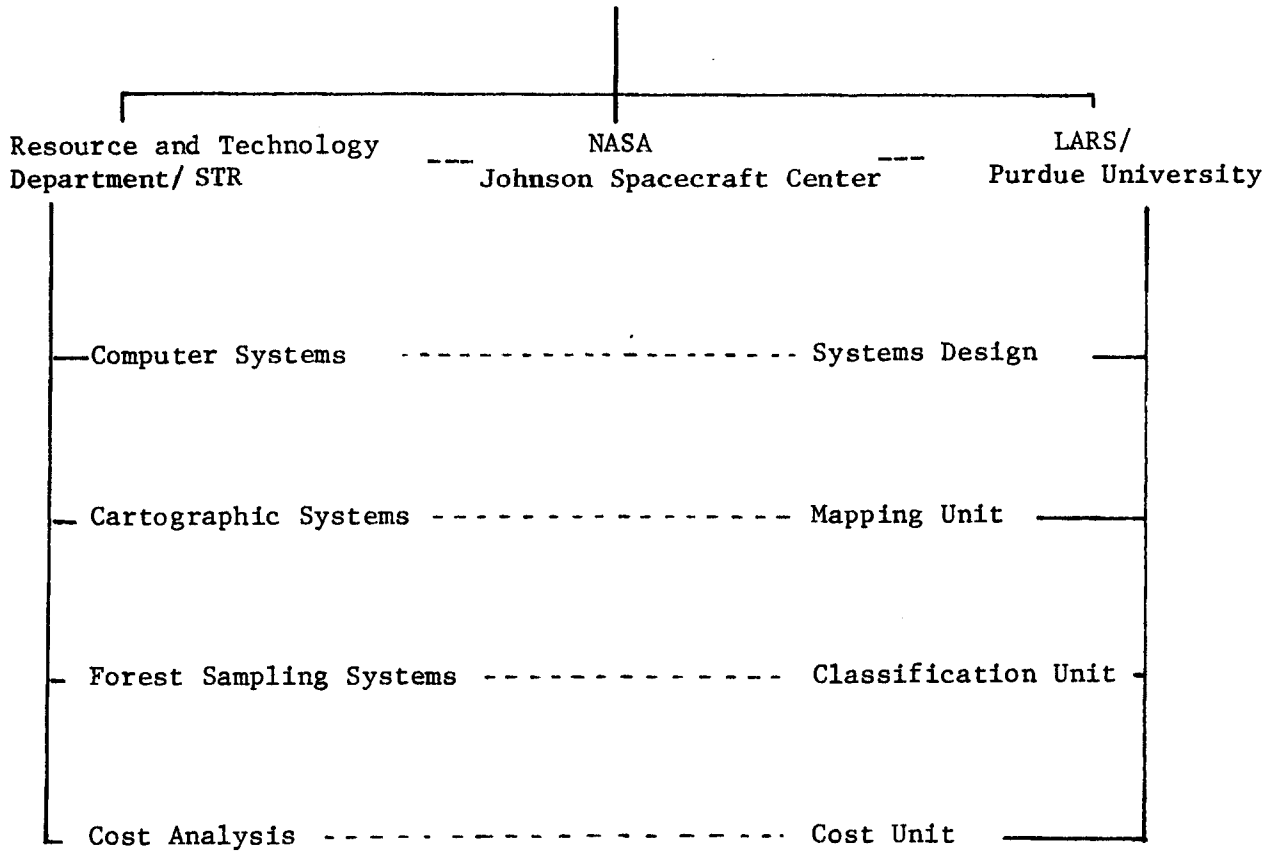 Resource and Technology
Department/ STR
NASA
Johnson Spacecraft Center
LARS/
Purdue University
Computer Systems
Systems Design
Cartographic Systems
Mapping Unit
Forest Sampling Systems
Classification Unit
Cost Analysis
Cost Unit